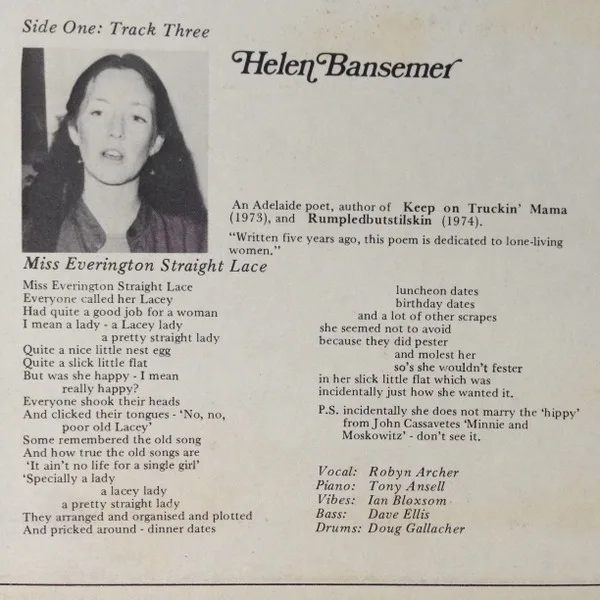 Side One: Track Three
Helen Bansemer
An Adelaide poet, author of Keep on Truckin' Mama
(1973), and Rumpledbutstilskin (1974).
"Written five years ago, this poem is dedicated to lone-living
women."
Miss Everington Straight Lace
Miss Everington Straight Lace
Everyone called her Lacey
Had quite a good job for a woman
I mean a lady - a Lacey lady
a pretty straight lady
Quite a nice little nest egg
Quite a slick little flat
But was she happy - I mean
really happy?
Everyone shook their heads
And clicked their tongues - 'No, no,
poor old Lacey'
Some remembered the old song
And how true the old songs are
'It ain't no life for a single girl'
'Specially a lady
a lacey lady
a pretty straight lady
They arranged and organised and plotted
And pricked around - dinner dates
luncheon dates
birthday dates
and a lot of other scrapes
she seemed not to avoid
because they did pester
and molest her
so's she wouldn't fester
in her slick little flat which was
incidentally just how she wanted it.
P.S. incidentally she does not marry the 'hippy'
from John Cassavetes 'Minnie and
Moskowitz' - don't see it.
Vocal: Robyn Archer
Piano: Tony Ansell
Vibes: Ian Bloxsom
Bass: Dave Ellis
Drums: Doug Gallacher